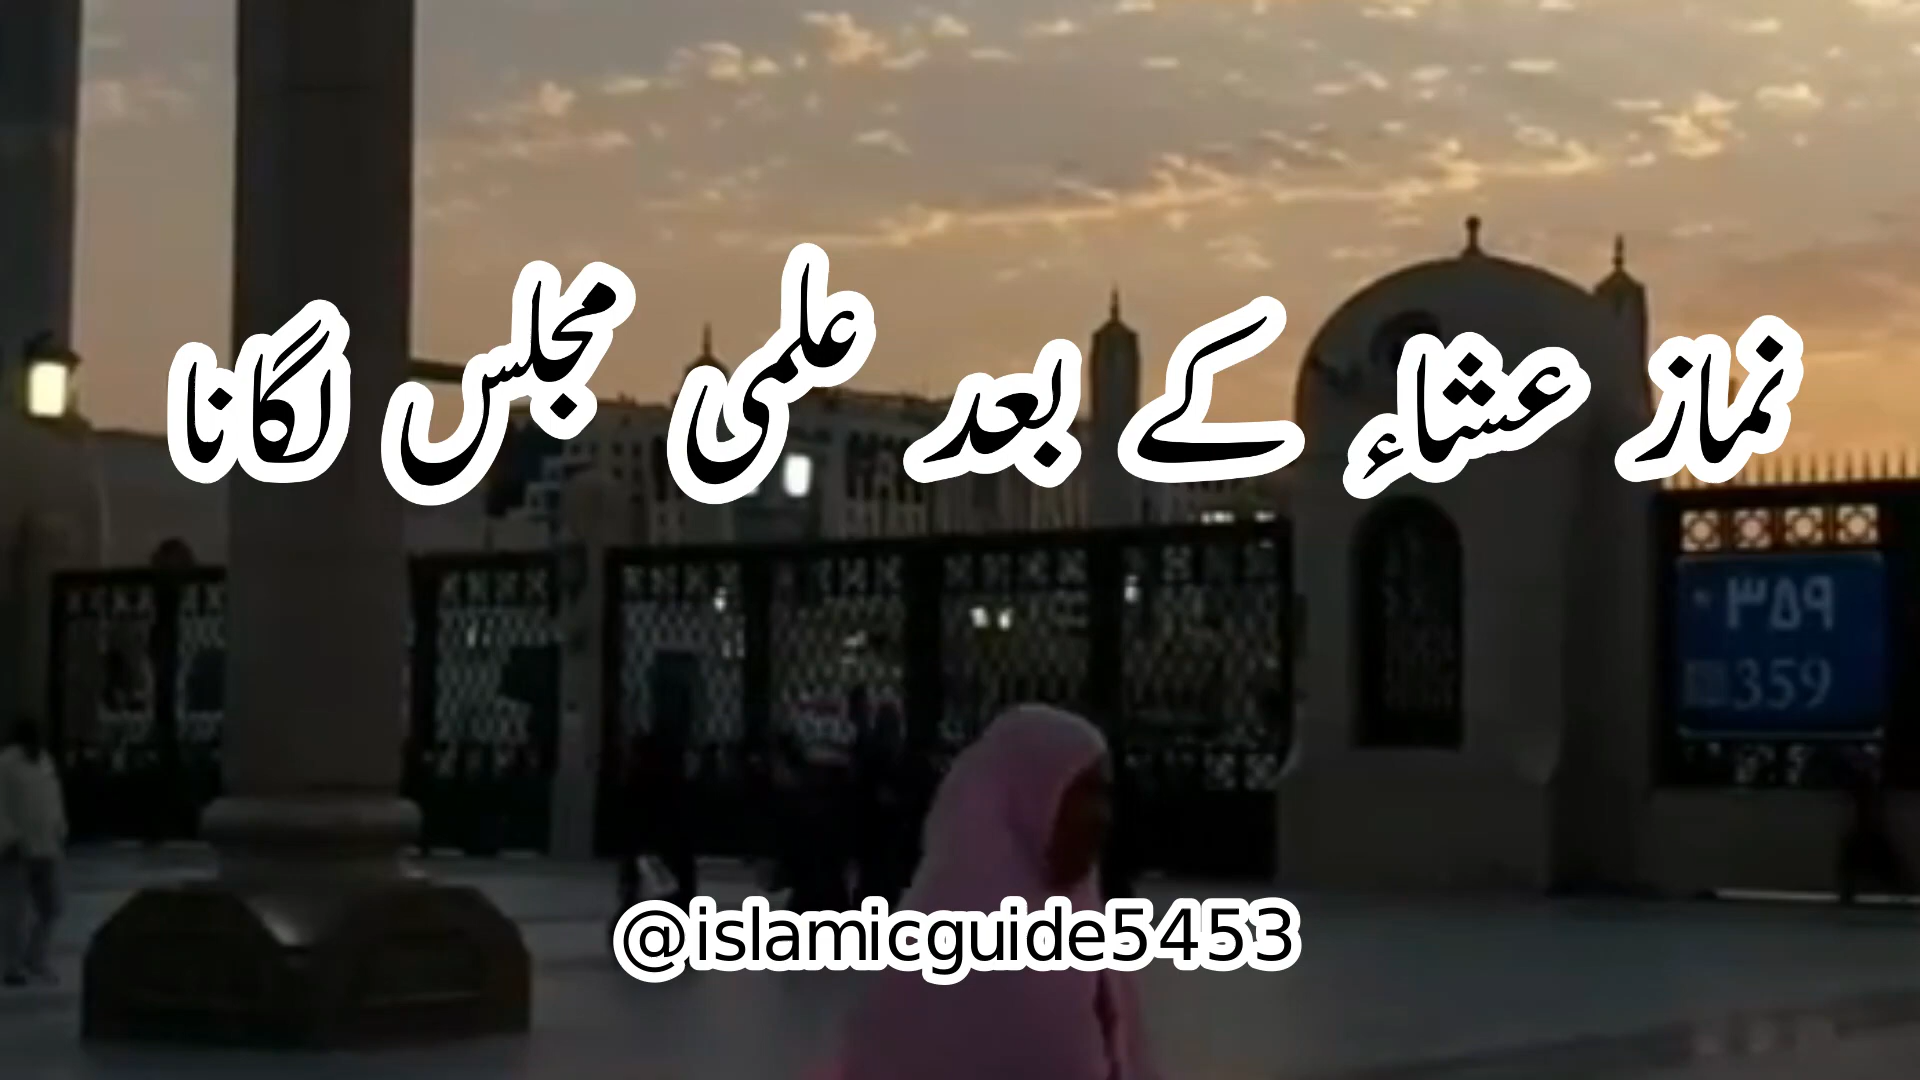 نماز عشاء کے بعد علمی مجلس لگانا
۳۵۹
359
@islamicguide5453